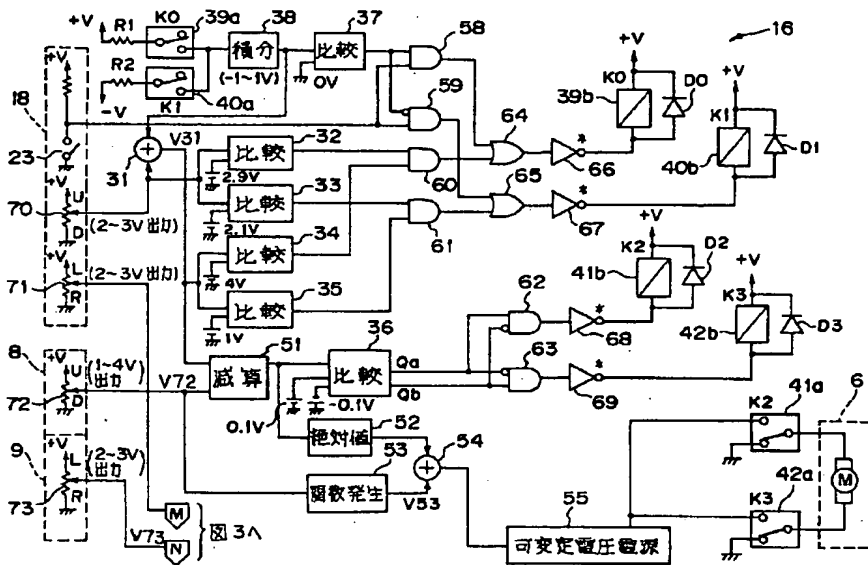 +V
R1
K0
39a
積分
38
(-1~1V)
37
比較
0V
58
R2
-V
K1
40a
18
+V
23
V31
31
59
+V
16
K0
39b
D0
+V
K1
40b
D1
32
比較
2.9V
33
比較
2.1V
34
比較
4V
35
比較
1V
60
61
64
65
66
*
67
*
+V
70
U
D
(2~3V出力)
+V
71
L
R
(2~3V出力)
+V
K2
41b
D2
+V
K3
42b
D3
62
63
68
*
69
*
51
減算
36
比較
Qa
Qb
0.1V
-0.1V
8
+V
U
72
D
(1~4V)
出力
V72
52
絶対値
53
函数発生
54
V53
9
+V
L
73
R
(2~3V)
出力
V73
M
N
図3へ
55
可変定電圧電源
K2
41a
K3
42a
6
M